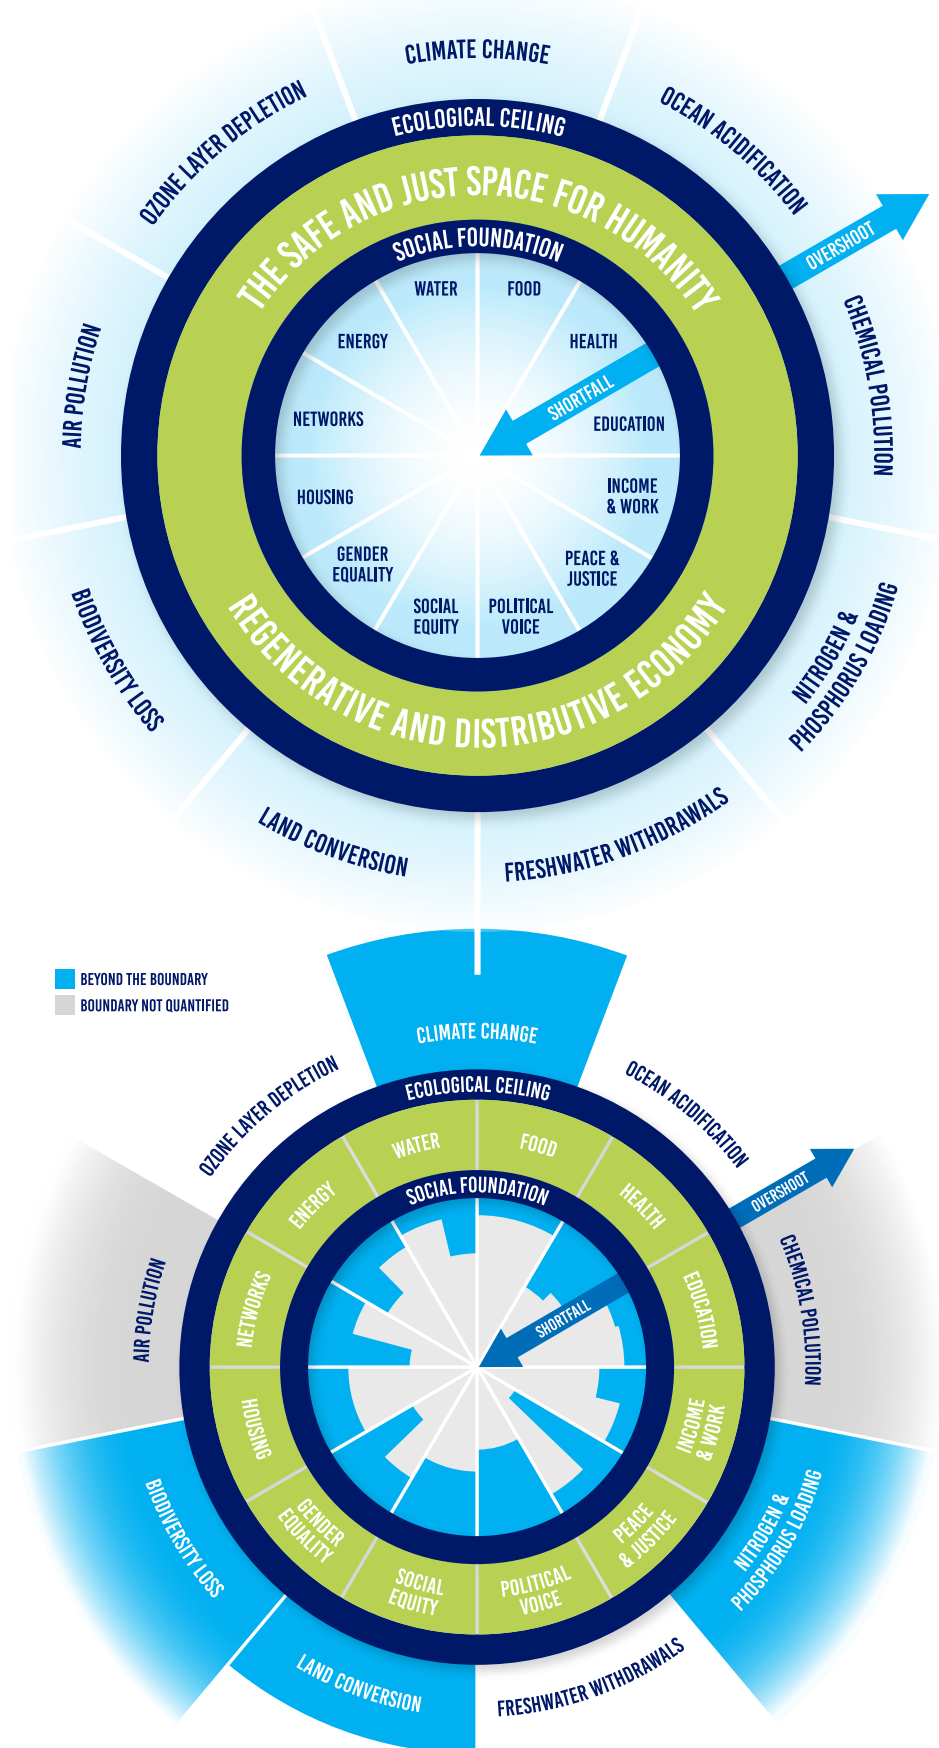 CLIMATE CHANGE
OZONE LAYER DEPLETION
OCEAN ACIDIFICATION
ECOLOGICAL CEILING
THE SAFE AND JUST SPACE FOR HUMANITY
OVERSHOOT
SOCIAL FOUNDATION
WATER
FOOD
ENERGY
HEALTH
AIR POLLUTION
CHEMICAL POLLUTION
SHORTFALL
NETWORKS
EDUCATION
HOUSING
INCOME
& WORK
GENDER
EQUALITY
PEACE &
JUSTICE
SOCIAL
EQUITY
POLITICAL
VOICE
BIODIVERSITY LOSS
NITROGEN &
PHOSPHORUS LOADING
REGENERATIVE AND DISTRIBUTIVE ECONOMY
LAND CONVERSION
FRESHWATER WITHDRAWALS
BEYOND THE BOUNDARY
BOUNDARY NOT QUANTIFIED
CLIMATE CHANGE
OZONE LAYER DEPLETION
OCEAN ACIDIFICATION
ECOLOGICAL CEILING
WATER
FOOD
OVERSHOOT
SOCIAL FOUNDATION
ENERGY
HEALTH
AIR POLLUTION
CHEMICAL POLLUTION
NETWORKS
EDUCATION
SHORTFALL
HOUSING
INCOME
& WORK
GENDER
EQUALITY
PEACE
& JUSTICE
SOCIAL
EQUITY
POLITICAL
VOICE
BIODIVERSITY LOSS
NITROGEN &
PHOSPHORUS LOADING
LAND CONVERSION
FRESHWATER WITHDRAWALS